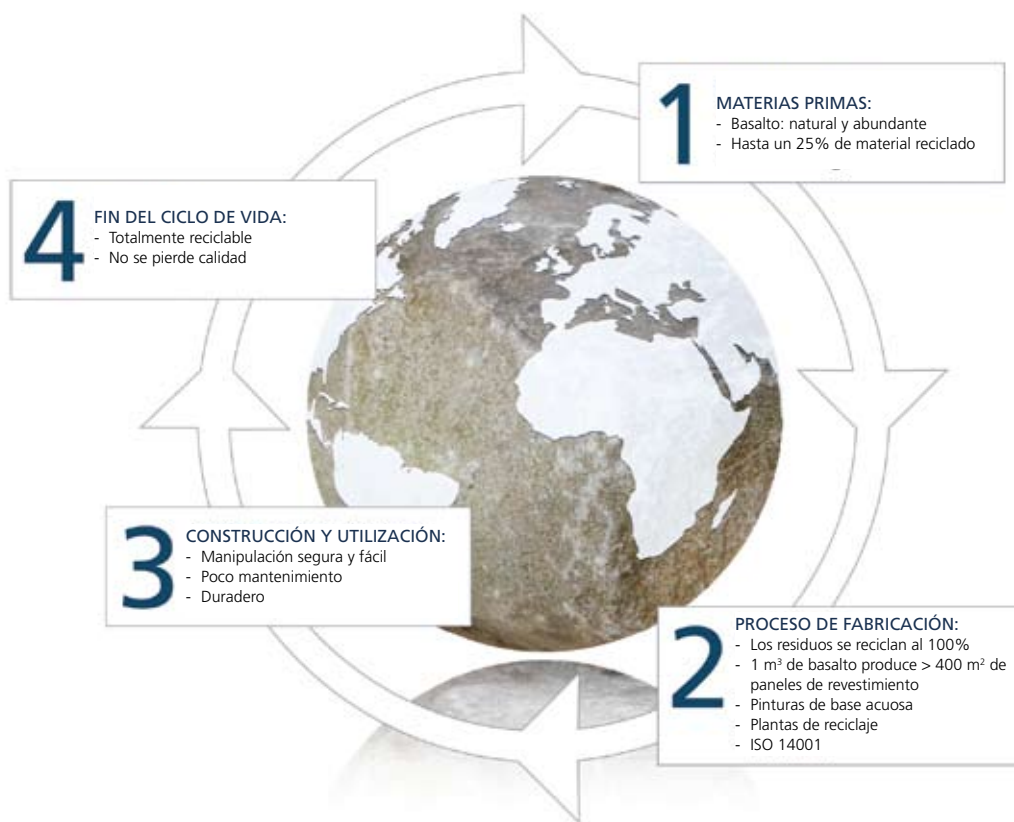 1
MATERIAS PRIMAS:
- Basalto: natural y abundante
- Hasta un 25% de material reciclado
2
PROCESO DE FABRICACIÓN:
- Los residuos se reciclan al 100%
- 1 m³ de basalto produce > 400 m² de
paneles de revestimiento
- Pinturas de base acuosa
- Plantas de reciclaje
- ISO 14001
3
CONSTRUCCIÓN Y UTILIZACIÓN:
- Manipulación segura y fácil
- Poco mantenimiento
- Duradero
4
FIN DEL CICLO DE VIDA:
- Totalmente reciclable
- No se pierde calidad